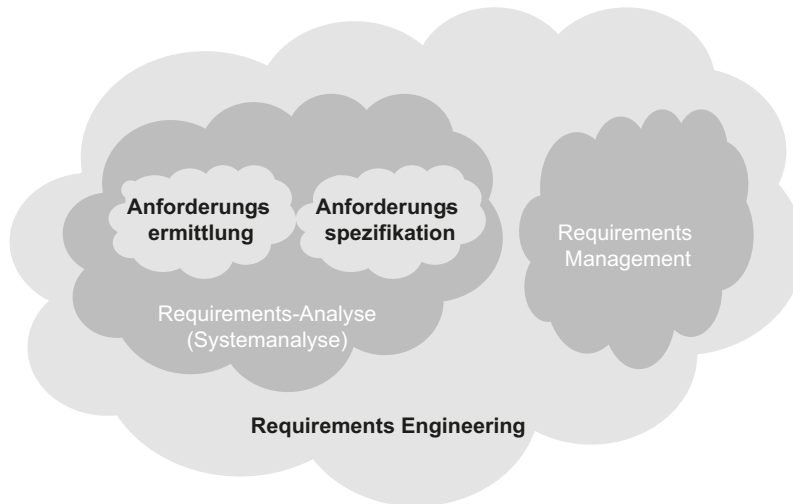 Anforderungs-
ermittlung
Anforderungs-
spezifikation
Requirements
Management
Requirements-Analyse
(Systemanalyse)
Requirements Engineering